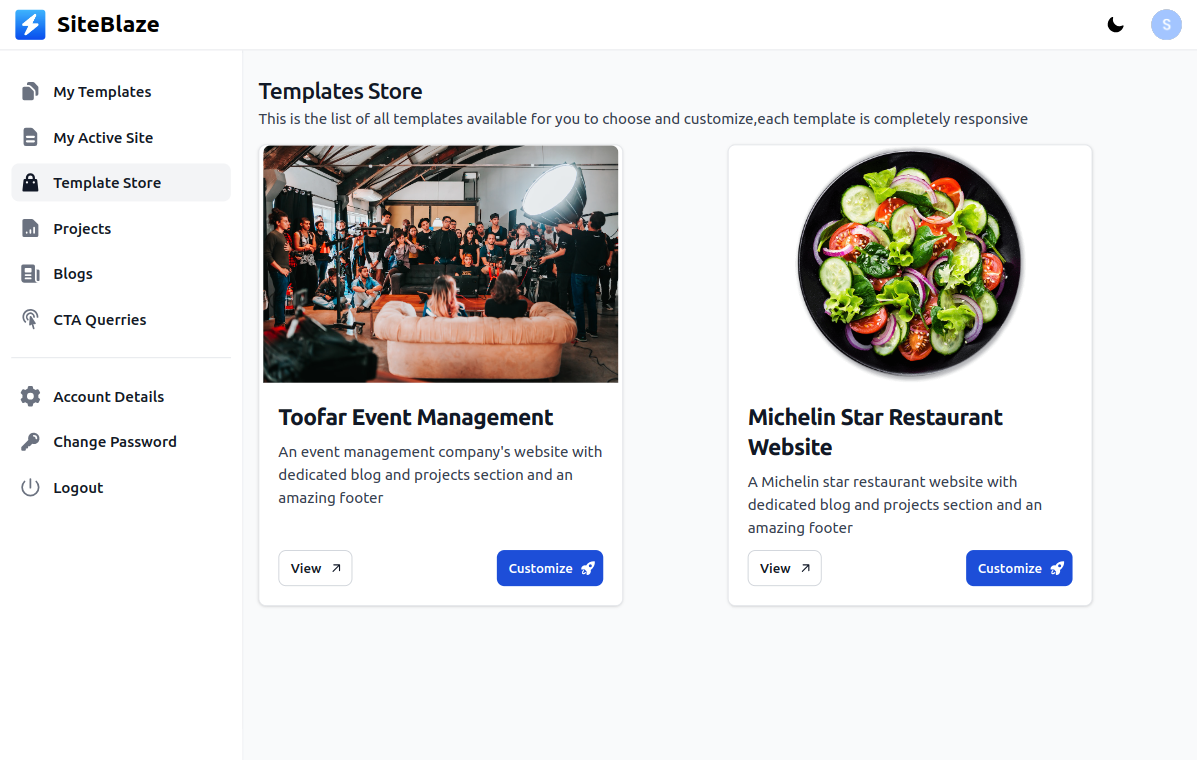 SiteBlaze
S
My Templates
My Active Site
Template Store
Projects
Blogs
CTA Querries
Account Details
Change Password
Logout
Templates Store
This is the list of all templates available for you to choose and customize,each template is completely responsive
Toofar Event Management
An event management company's website with
dedicated blog and projects section and an
amazing footer
View
Customize
Michelin Star Restaurant
Website
A Michelin star restaurant website with
dedicated blog and projects section and an
amazing footer
View
Customize